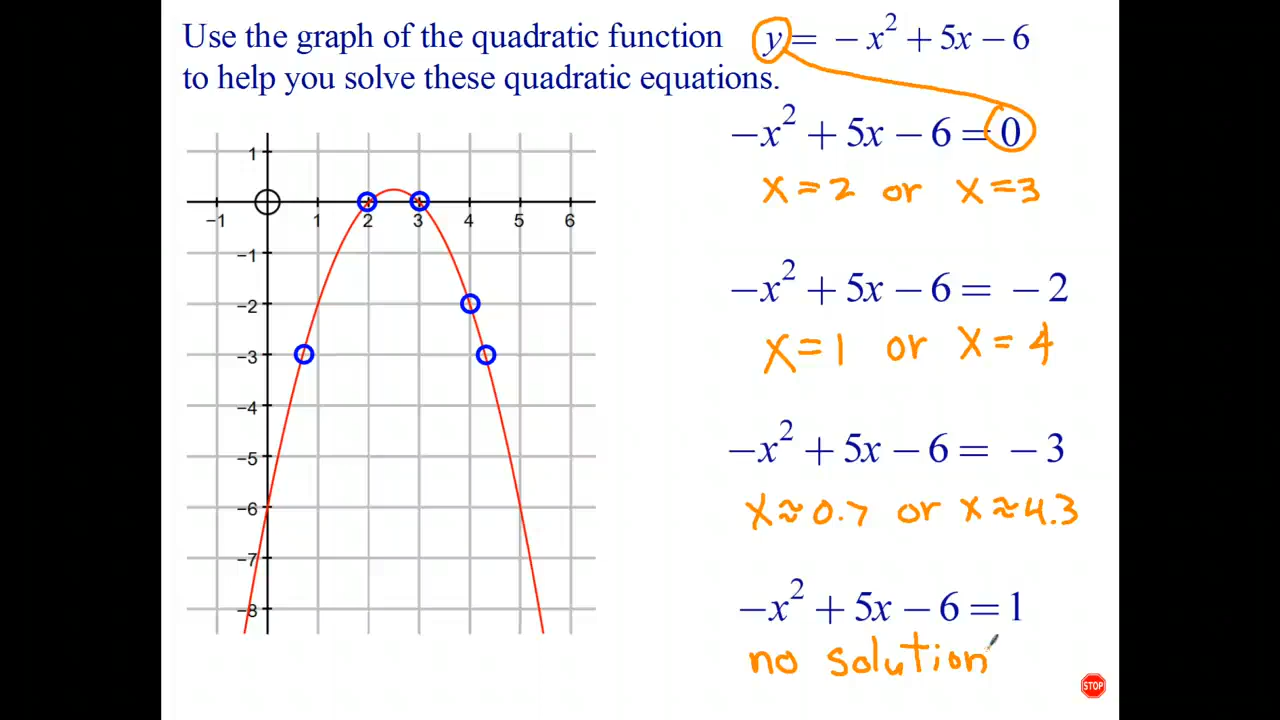 Use the graph of the quadratic function y = −x² + 5x − 6
to help you solve these quadratic equations.
−x² + 5x − 6 = 0
x = 2 or x = 3
−x² + 5x − 6 = −2
x = 1 or x = 4
−x² + 5x − 6 = −3
x ≈ 0.7 or x ≈ 4.3
−x² + 5x − 6 = 1
no solution
1
−1 1 2 3 4 5 6
−1
−2
−3
−4
−5
−6
−7
−8
STOP